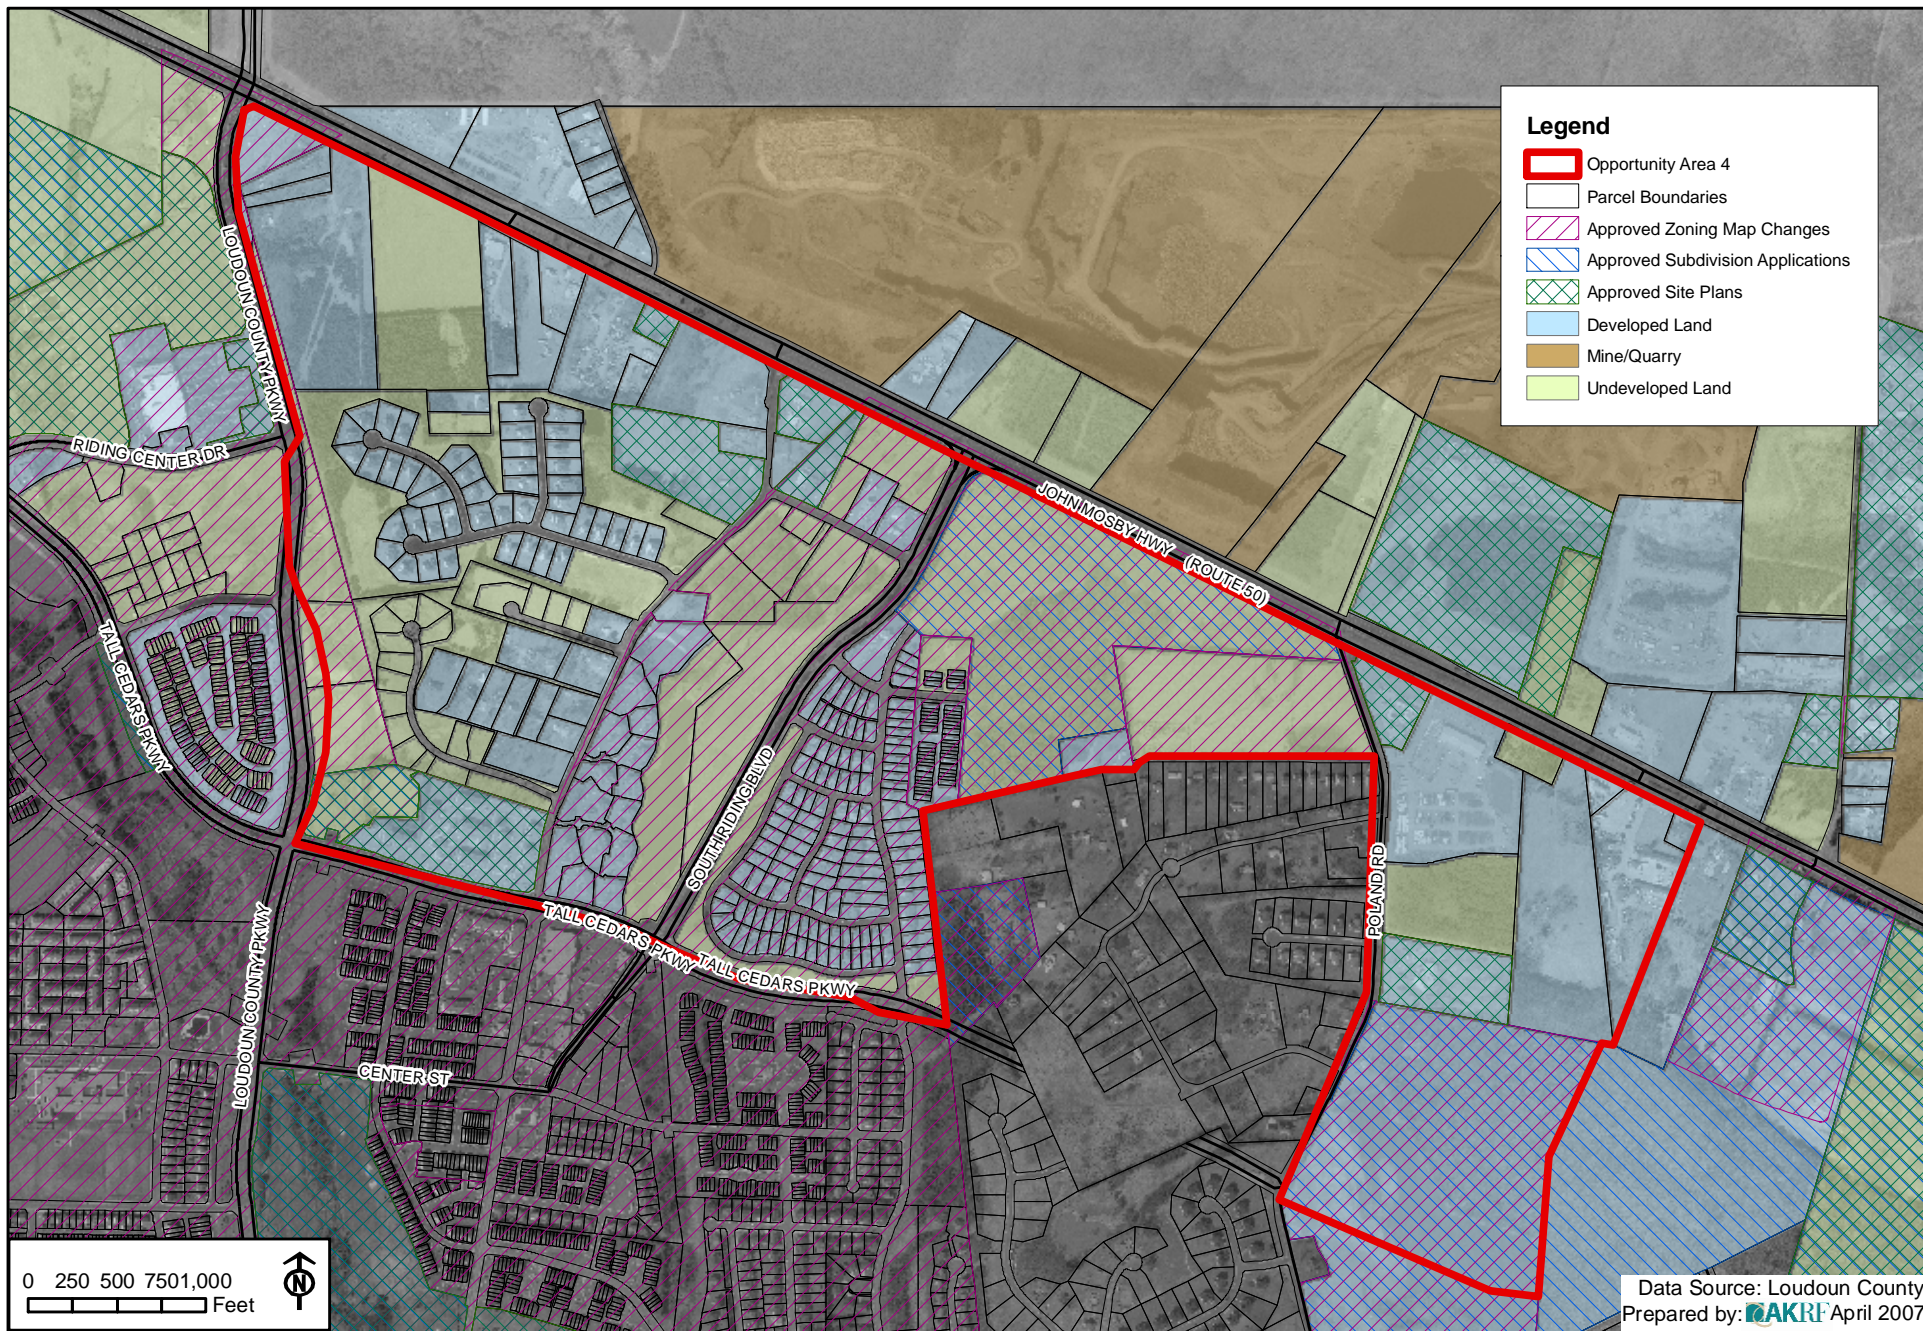 Legend
Opportunity Area 4
Parcel Boundaries
Approved Zoning Map Changes
Approved Subdivision Applications
Approved Site Plans
Developed Land
Mine/Quarry
Undeveloped Land
LOUDOUN COUNTY PKWY
RIDING CENTER DR
TALL CEDARS PKWY
JOHN MOSBY HWY (ROUTE 50)
SOUTH RIDING BLVD
POLAND RD
TALL CEDARS PKWY
TALL CEDARS PKWY
LOUDOUN COUNTY PKWY
CENTER ST
0 250 500 750 1,000
Feet
N
Data Source: Loudoun County
Prepared by: AKRF April 2007